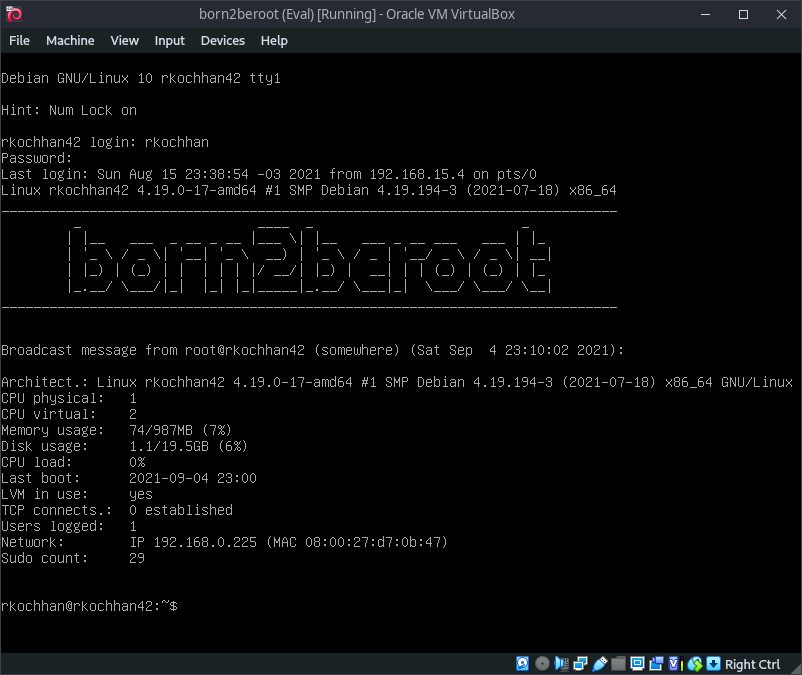 born2beroot (Eval) [Running] - Oracle VM VirtualBox
File Machine View Input Devices Help
Debian GNU/Linux 10 rkochhan42 tty1
Hint: Num Lock on
rkochhan42 login: rkochhan
Password:
Last login: Sun Aug 15 23:38:54 -03 2021 from 192.168.15.4 on pts/0
Linux rkochhan42 4.19.0-17-amd64 #1 SMP Debian 4.19.194-3 (2021-07-18) x86_64
born2beroot
Broadcast message from root@rkochhan42 (somewhere) (Sat Sep  4 23:10:02 2021):
Architect.: Linux rkochhan42 4.19.0-17-amd64 #1 SMP Debian 4.19.194-3 (2021-07-18) x86_64 GNU/Linux
CPU physical:   1
CPU virtual:    2
Memory usage:   74/987MB (7%)
Disk usage:     1.1/19.5GB (6%)
CPU load:       0%
Last boot:      2021-09-04 23:00
LVM in use:     yes
TCP connects.:  0 established
Users logged:   1
Network:        IP 192.168.0.225 (MAC 08:00:27:d7:0b:47)
Sudo count:     29
rkochhan@rkochhan42:~$
Right Ctrl